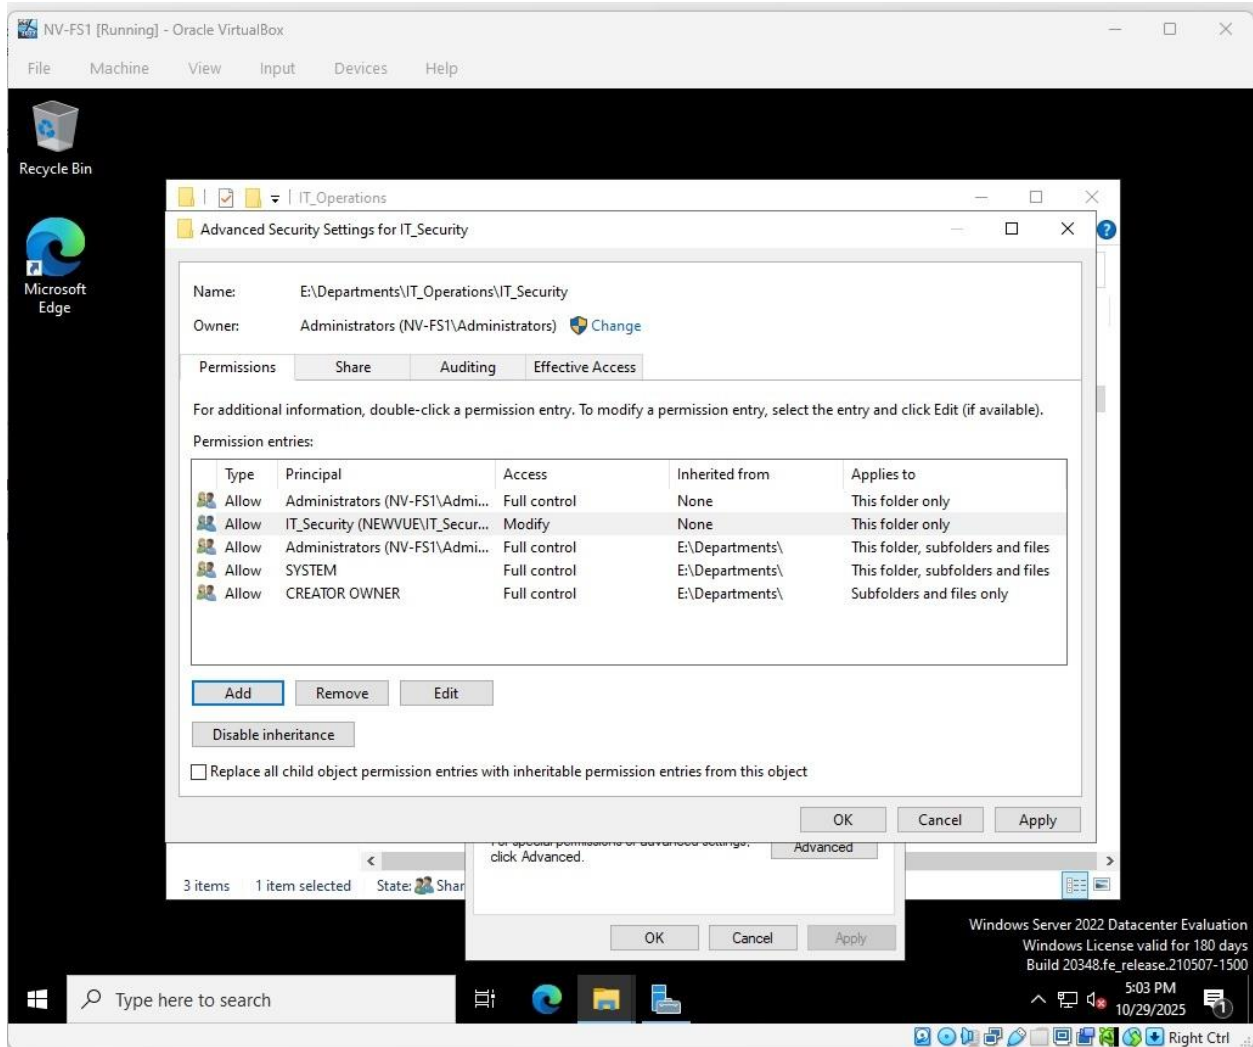 NV-FS1 [Running] - Oracle VirtualBox
File Machine View Input Devices Help
Recycle Bin
Microsoft
Edge
IT_Operations
Advanced Security Settings for IT_Security
Name: E:\Departments\IT_Operations\IT_Security
Owner: Administrators (NV-FS1\Administrators) Change
Permissions Share Auditing Effective Access
For additional information, double-click a permission entry. To modify a permission entry, select the entry and click Edit (if available).
Permission entries:
Type Principal Access Inherited from Applies to
Allow Administrators (NV-FS1\Admi... Full control None This folder only
Allow IT_Security (NEWVUE\IT_Secur... Modify None This folder only
Allow Administrators (NV-FS1\Admi... Full control E:\Departments\ This folder, subfolders and files
Allow SYSTEM Full control E:\Departments\ This folder, subfolders and files
Allow CREATOR OWNER Full control E:\Departments\ Subfolders and files only
Add Remove Edit
Disable inheritance
Replace all child object permission entries with inheritable permission entries from this object
OK Cancel Apply
For special permissions or advanced settings, Advanced
click Advanced.
3 items 1 item selected State: Shar
OK Cancel Apply
Windows Server 2022 Datacenter Evaluation
Windows License valid for 180 days
Build 20348.fe_release.210507-1500
Type here to search
5:03 PM
10/29/2025
1
Right Ctrl